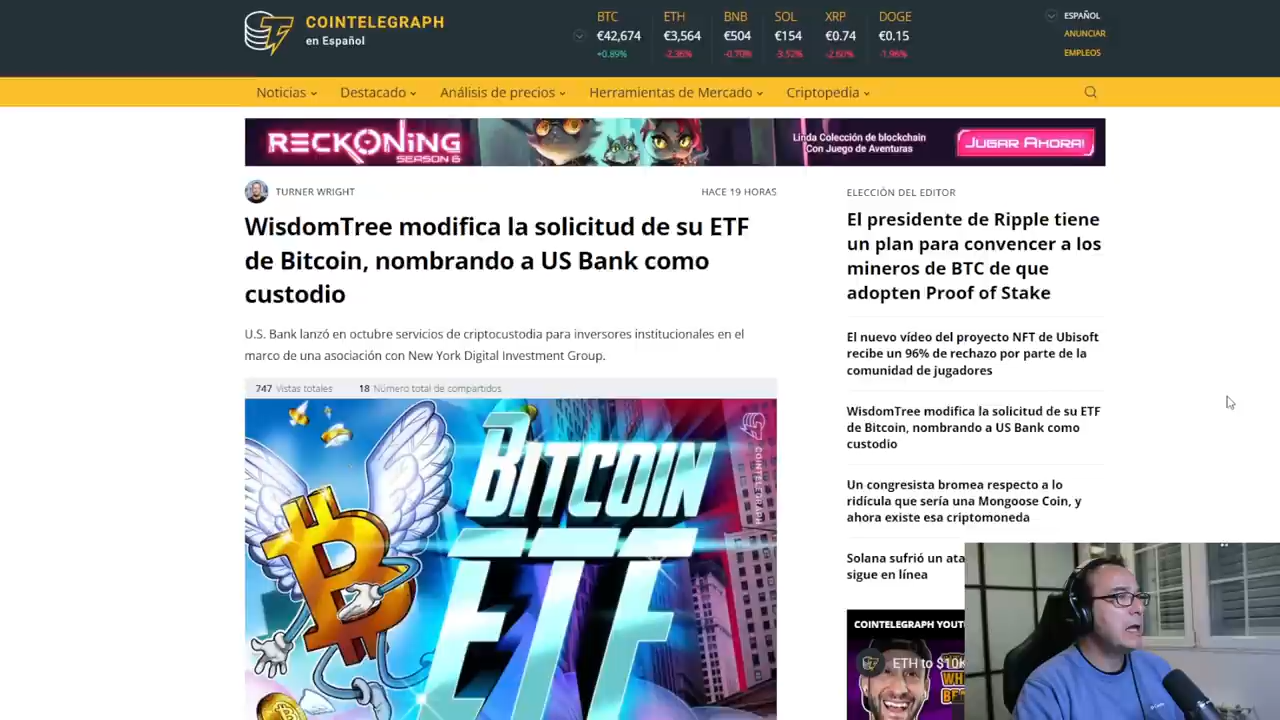 COINTELEGRAPH
en Español
BTC ETH BNB SOL XRP DOGE
€42,674 €3,564 €504 €154 €0.74 €0.15
+0.89% -2.36% -0.70% -3.52% -2.60% -1.96%
ESPAÑOL
ANUNCIAR
EMPLEOS
Noticias Destacado Análisis de precios Herramientas de Mercado Criptopedia
RECKONING
SEASON 6
Linda Colección de blockchain
Con Juego de Aventuras
JUGAR AHORA!
TURNER WRIGHT
HACE 19 HORAS
WisdomTree modifica la solicitud de su ETF
de Bitcoin, nombrando a US Bank como
custodio
U.S. Bank lanzó en octubre servicios de criptocustodia para inversores institucionales en el
marco de una asociación con New York Digital Investment Group.
747 Vistas totales 18 Número total de compartidos
BITCOIN
ETF
COINTELEGRAPH
ELECCIÓN DEL EDITOR
El presidente de Ripple tiene
un plan para convencer a los
mineros de BTC de que
adopten Proof of Stake
El nuevo vídeo del proyecto NFT de Ubisoft
recibe un 96% de rechazo por parte de la
comunidad de jugadores
WisdomTree modifica la solicitud de su ETF
de Bitcoin, nombrando a US Bank como
custodio
Un congresista bromea respecto a lo
ridícula que sería una Mongoose Coin, y
ahora existe esa criptomoneda
Solana sufrió un ata
sigue en línea
COINTELEGRAPH YOUTU
ETH to $10K